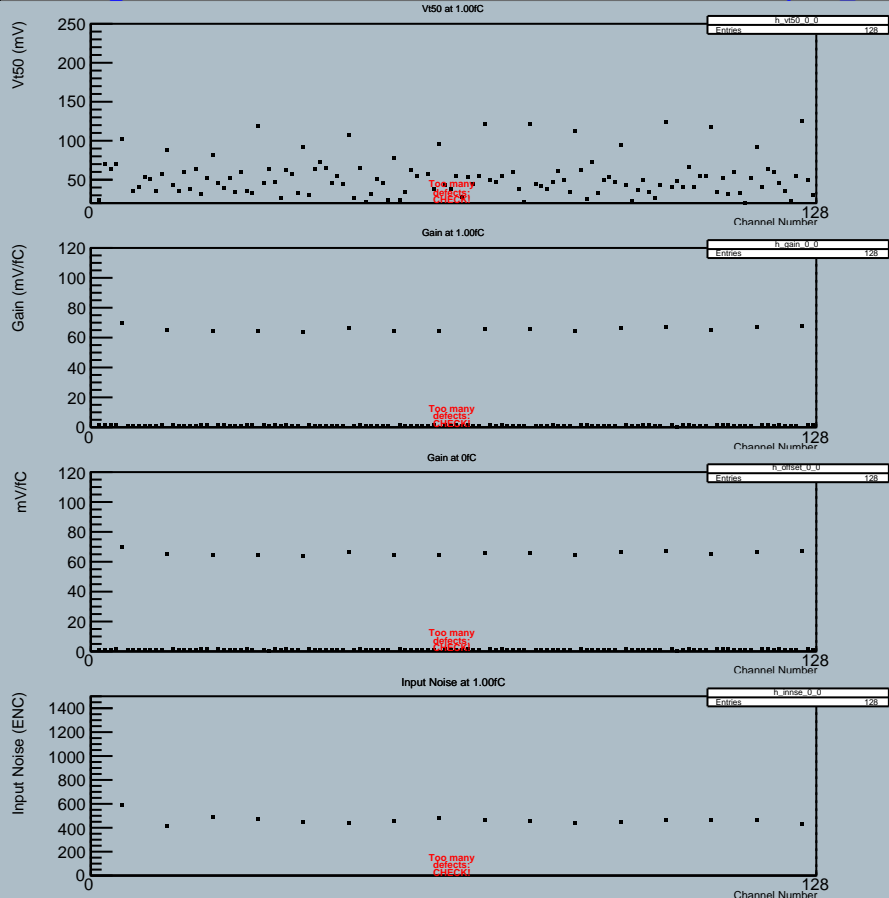 Vt50 at 1.00fC
h_vt50_0_0
Entries 128
Vt50 (mV)
250
200
150
100
50
0
128
Too many
defects:
CHECK!
Channel Number
Gain at 1.00fC
h_gain_0_0
Entries 128
Gain (mV/fC)
120
100
80
60
40
20
0
0
128
Too many
defects:
CHECK!
Channel Number
Gain at 0fC
h_offset_0_0
Entries 128
mV/fC
120
100
80
60
40
20
0
0
128
Too many
defects:
CHECK!
Channel Number
Input Noise at 1.00fC
h_innse_0_0
Entries 128
Input Noise (ENC)
1400
1200
1000
800
600
400
200
0
0
128
Too many
defects:
CHECK!
Channel Number